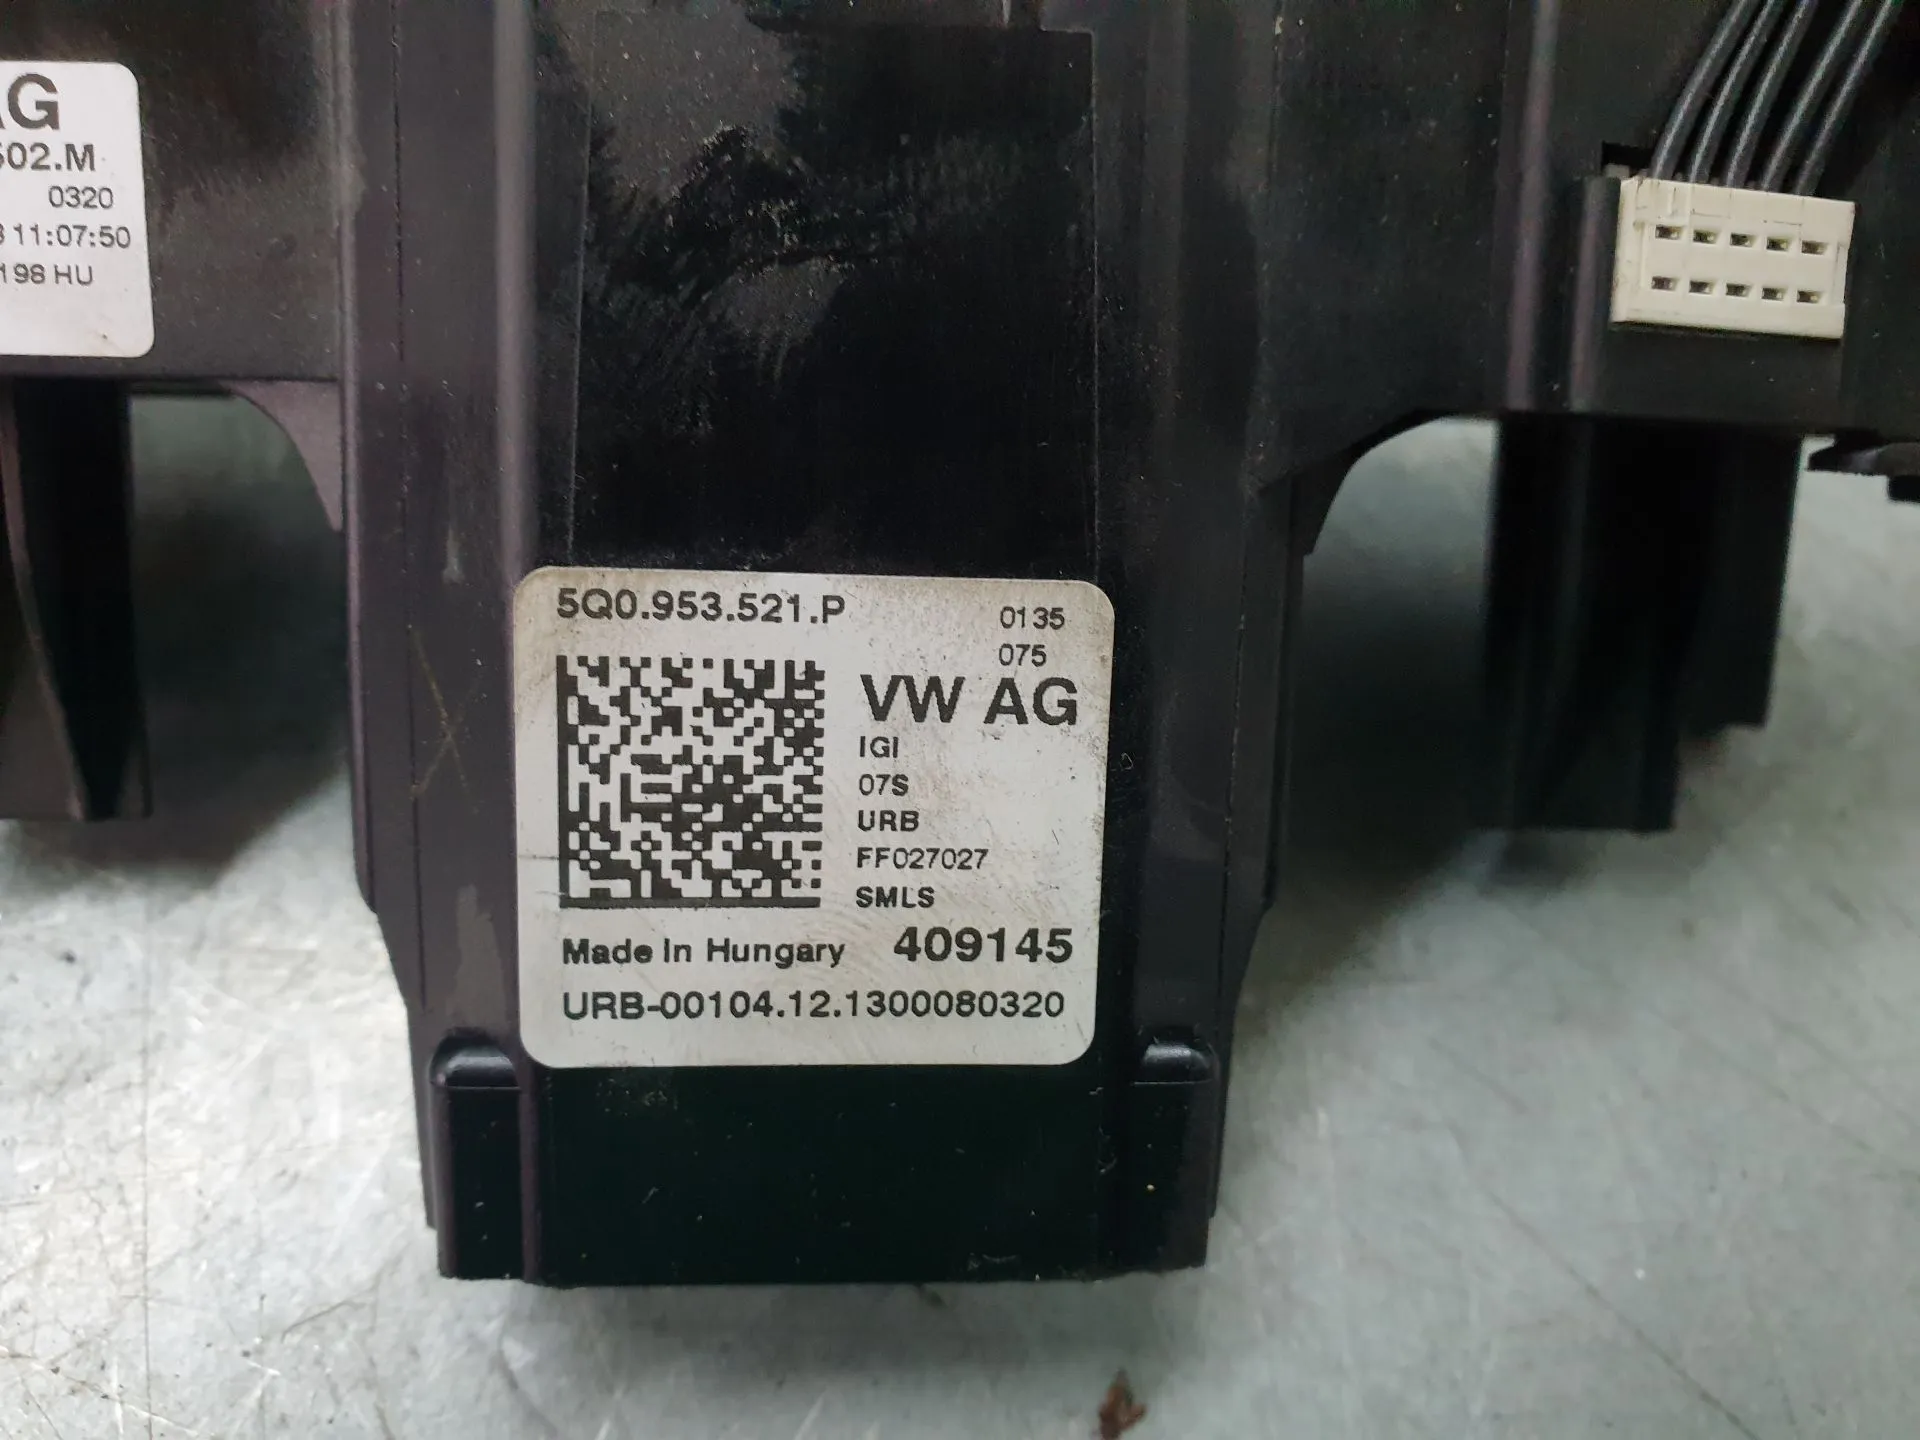 AG
502.M
0320
11:07:50
198 HU
5Q0.953.521.P
0135
075
VW AG
IGI
07S
URB
FF027027
SMLS
Made In Hungary 409145
URB-00104.12.1300080320